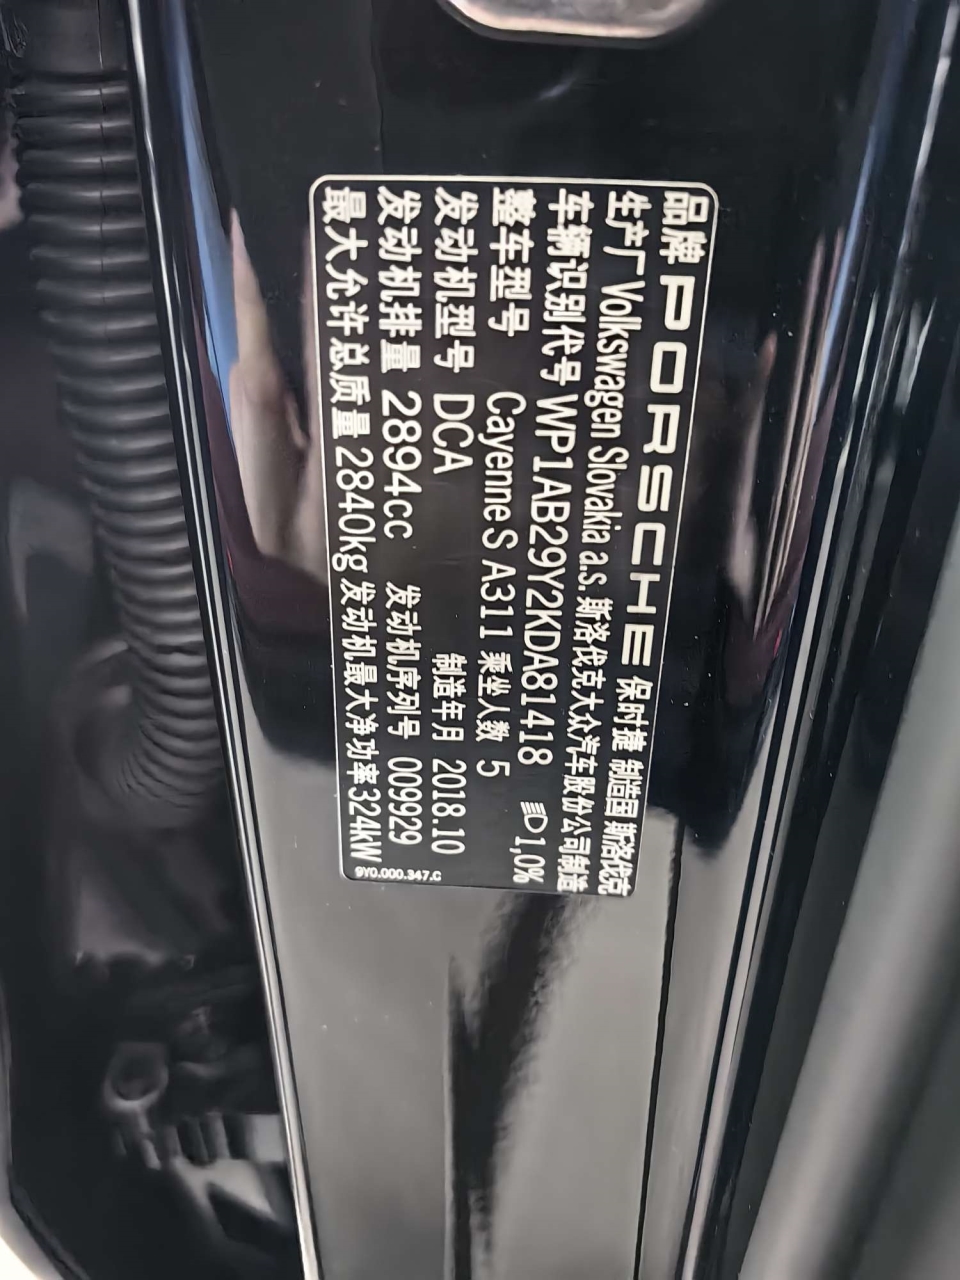 品牌 PORSCHE 保时捷 制造国 斯洛伐克
生产厂 Volkswagen Slovakia a.s. 斯洛伐克大众汽车股份公司制造
车辆识别代号 WP1AB29Y2KDA81418 1,0%
整车型号 Cayenne S A311 乘坐人数 5
发动机型号 DCA 制造年月 2018.10
发动机排量 2894cc 发动机序列号 009929
最大允许总质量 2840kg 发动机最大净功率324kW
9Y0.000.347.C